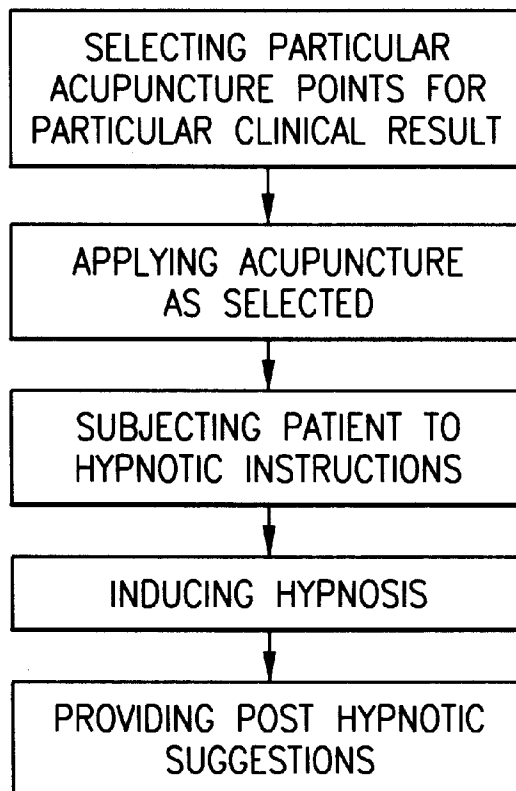 SELECTING PARTICULAR
ACUPUNCTURE POINTS FOR
PARTICULAR CLINICAL RESULT
APPLYING ACUPUNCTURE
AS SELECTED
SUBJECTING PATIENT TO
HYPNOTIC INSTRUCTIONS
INDUCING HYPNOSIS
PROVIDING POST HYPNOTIC
SUGGESTIONS